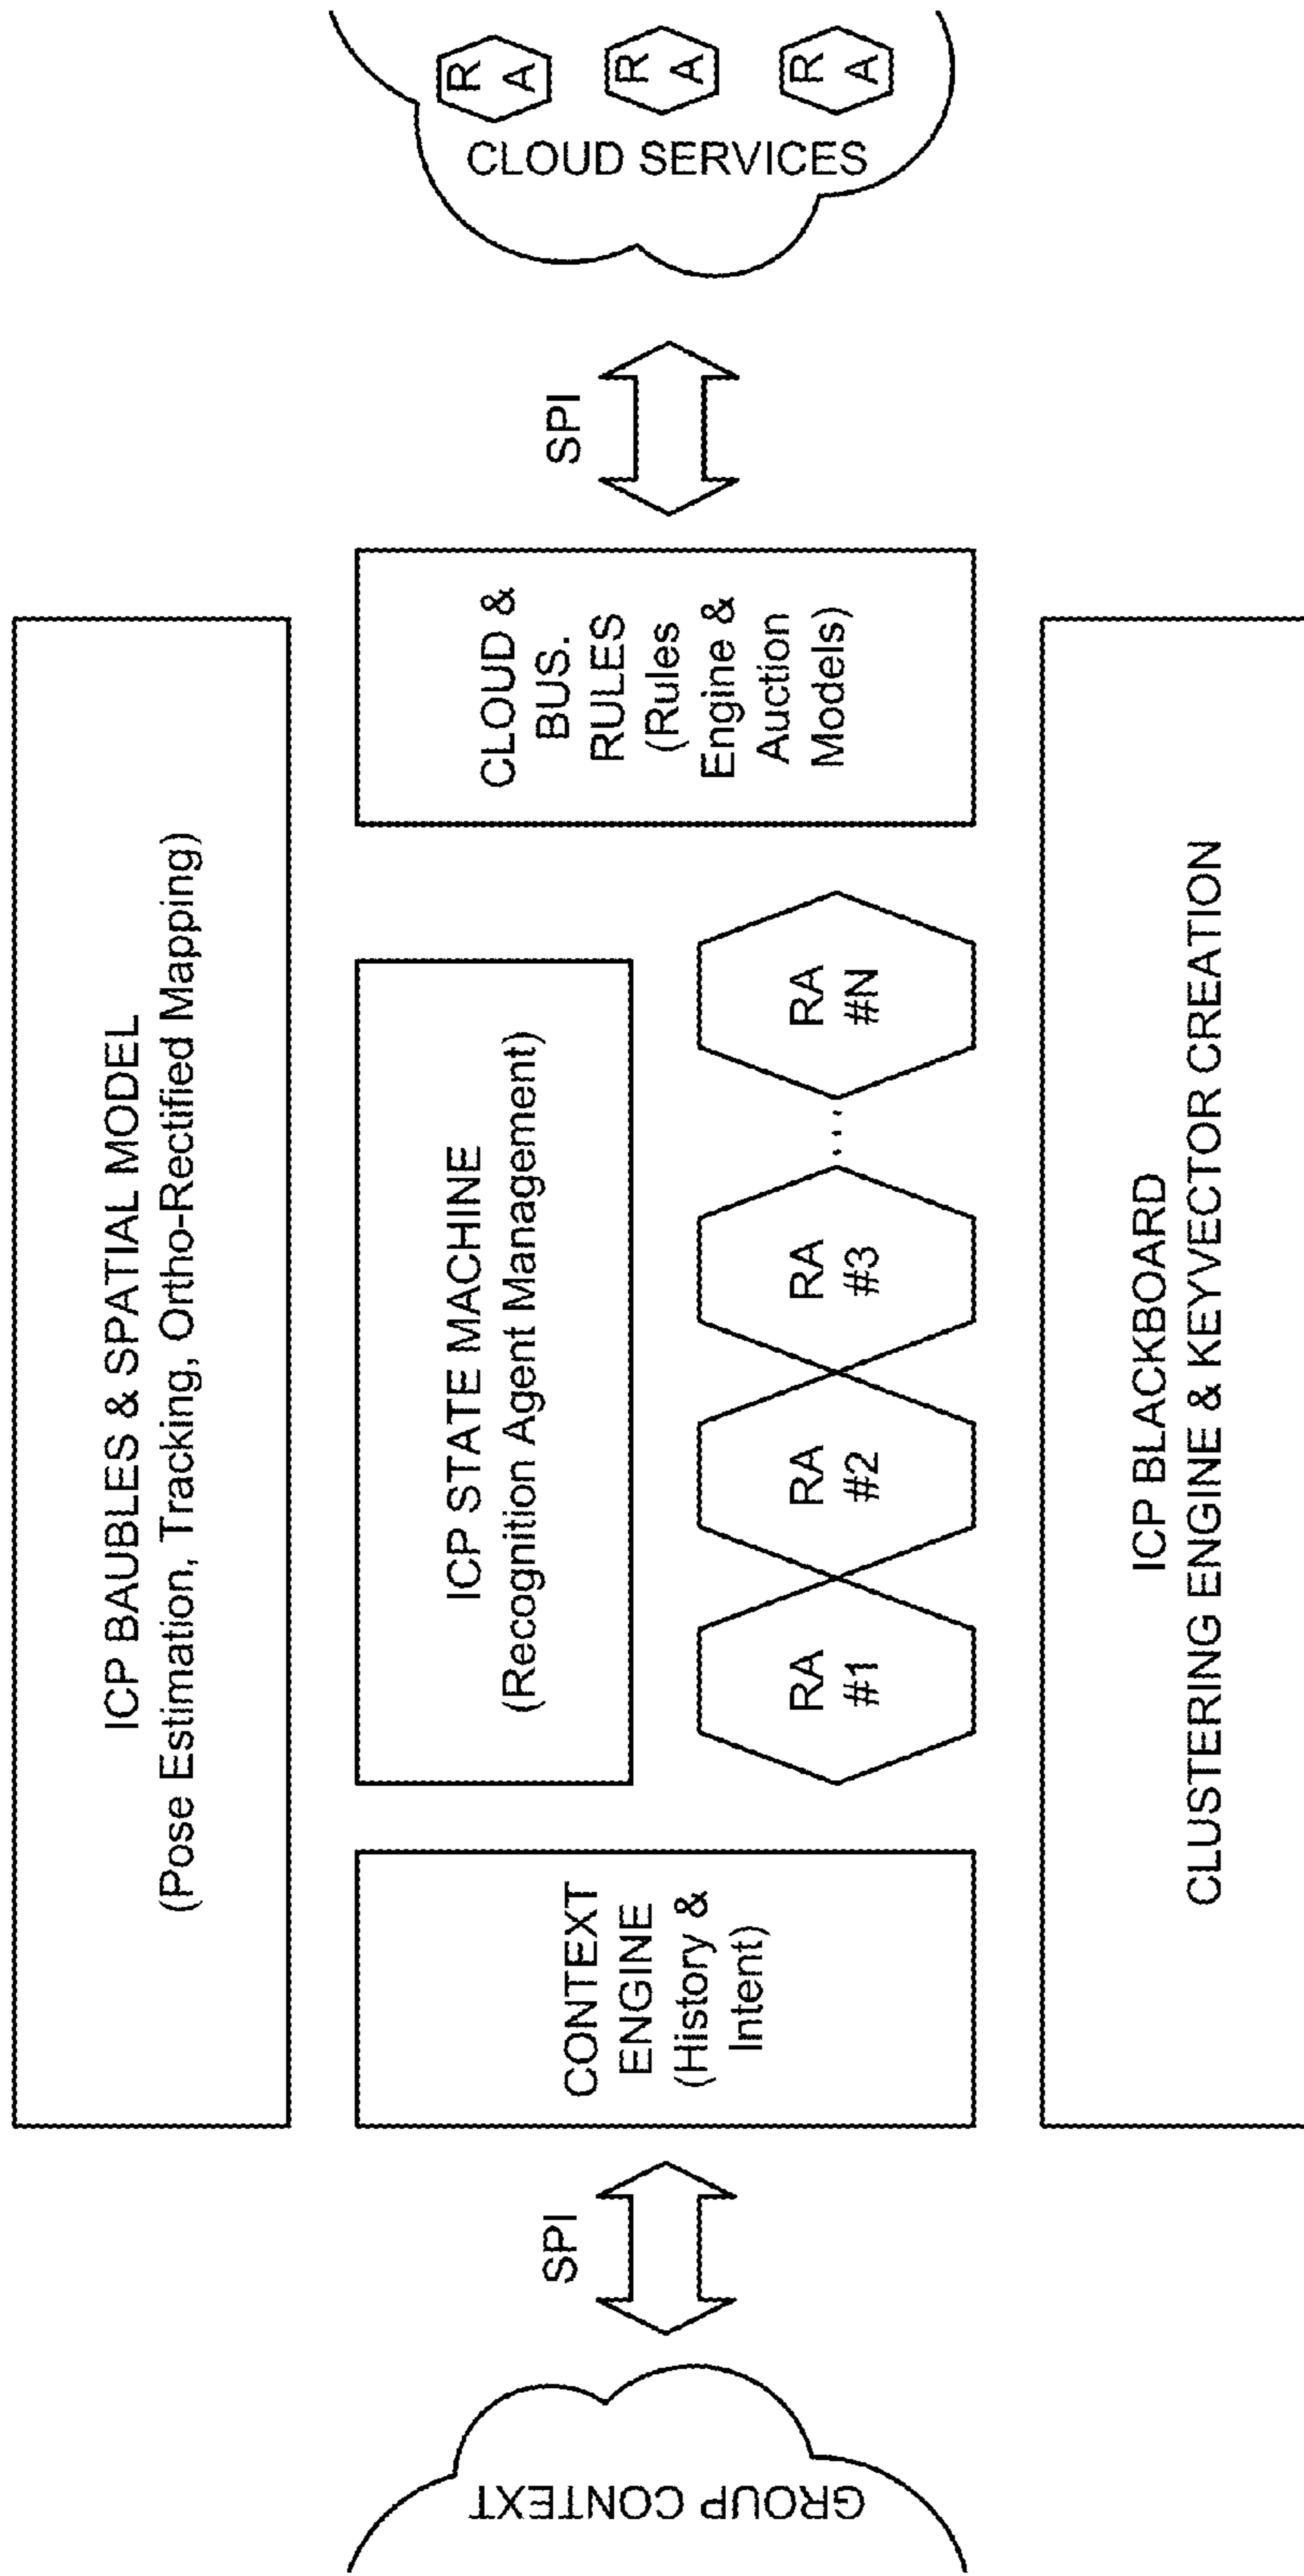 ICP BAUBLES & SPATIAL MODEL
(Pose Estimation, Tracking, Ortho-Rectified Mapping)
GROUP CONTEXT
SPI
CONTEXT
ENGINE
(History &
Intent)
ICP STATE MACHINE
(Recognition Agent Management)
RA
#1
RA
#2
RA
#3
....
RA
#N
CLOUD &
BUS.
RULES
(Rules
Engine &
Auction
Models)
SPI
CLOUD SERVICES
R
A
R
A
R
A
ICP BLACKBOARD
CLUSTERING ENGINE & KEYVECTOR CREATION